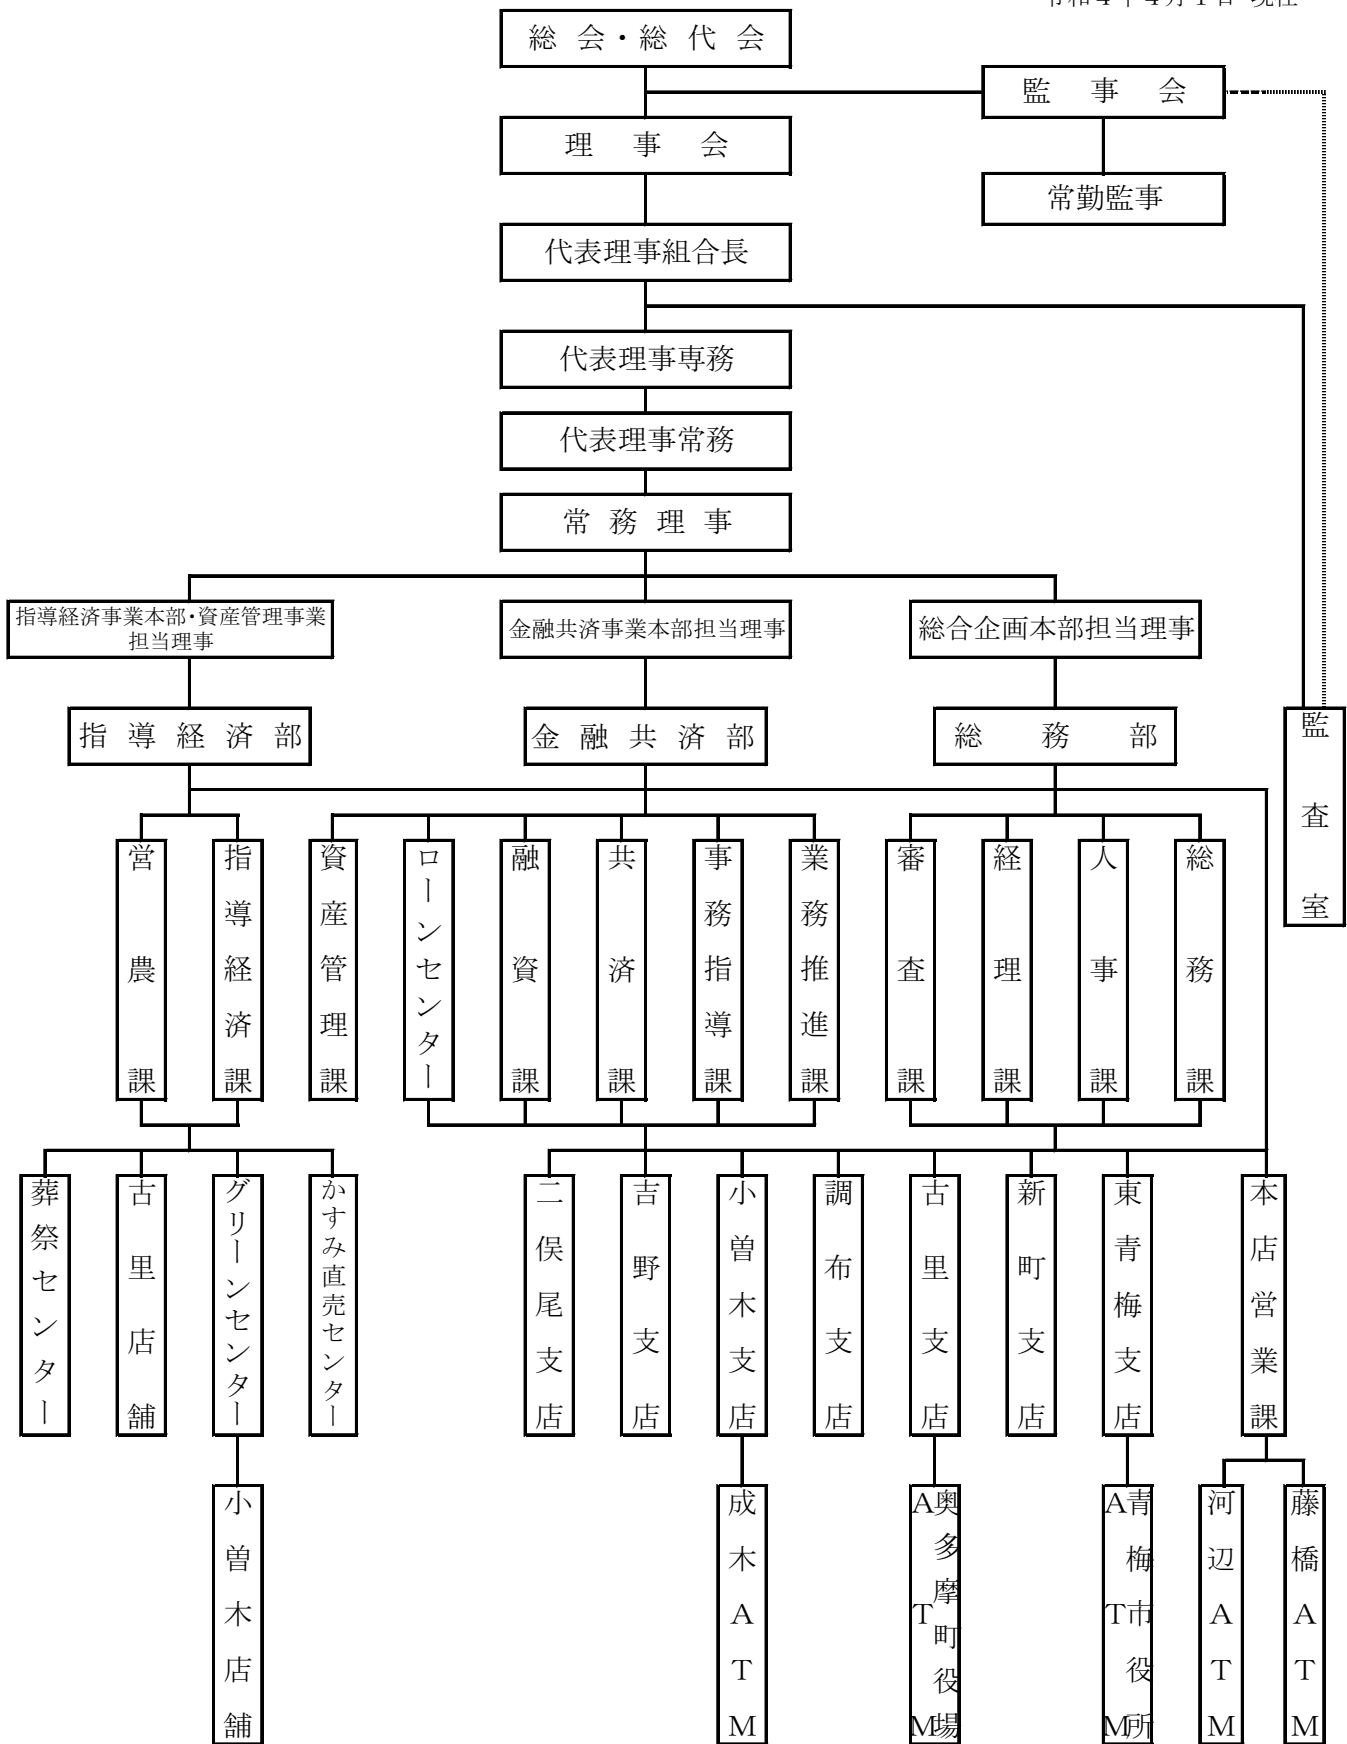 総会・総代会
監事会
理事会
常勤監事
代表理事組合長
代表理事専務
代表理事常務
常務理事
指導経済事業本部・資産管理事業
担当理事
金融共済事業本部担当理事
総合企画本部担当理事
指導経済部
金融共済部
総務部
監査室
営農課
指導経済課
資産管理課
ローンセンター
融資課
共済課
事務指導課
業務推進課
審査課
経理課
人事課
総務課
葬祭センター
古里店舗
グリーンセンター
かすみ直売センター
二俣尾支店
吉野支店
小曽木支店
調布支店
古里支店
新町支店
東青梅支店
本店営業課
小曽木店舗
成木ATM
奥多摩町役場
ATM
青梅市役所
ATM
河辺ATM
藤橋ATM